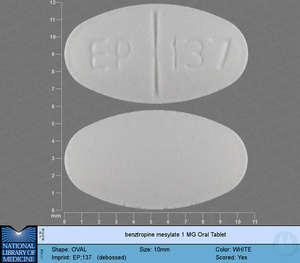 12
11
10
9
8
7
6
5
4
3
2
1
0
mm
EP 137
0 1 2 3 4 5 6 7 8 9 10 11
NATIONAL
LIBRARY OF
MEDICINE
benztropine mesylate 1 MG Oral Tablet
Shape: OVAL Size: 10mm Color: WHITE
Imprint: EP;137 (debossed) Scored: Yes